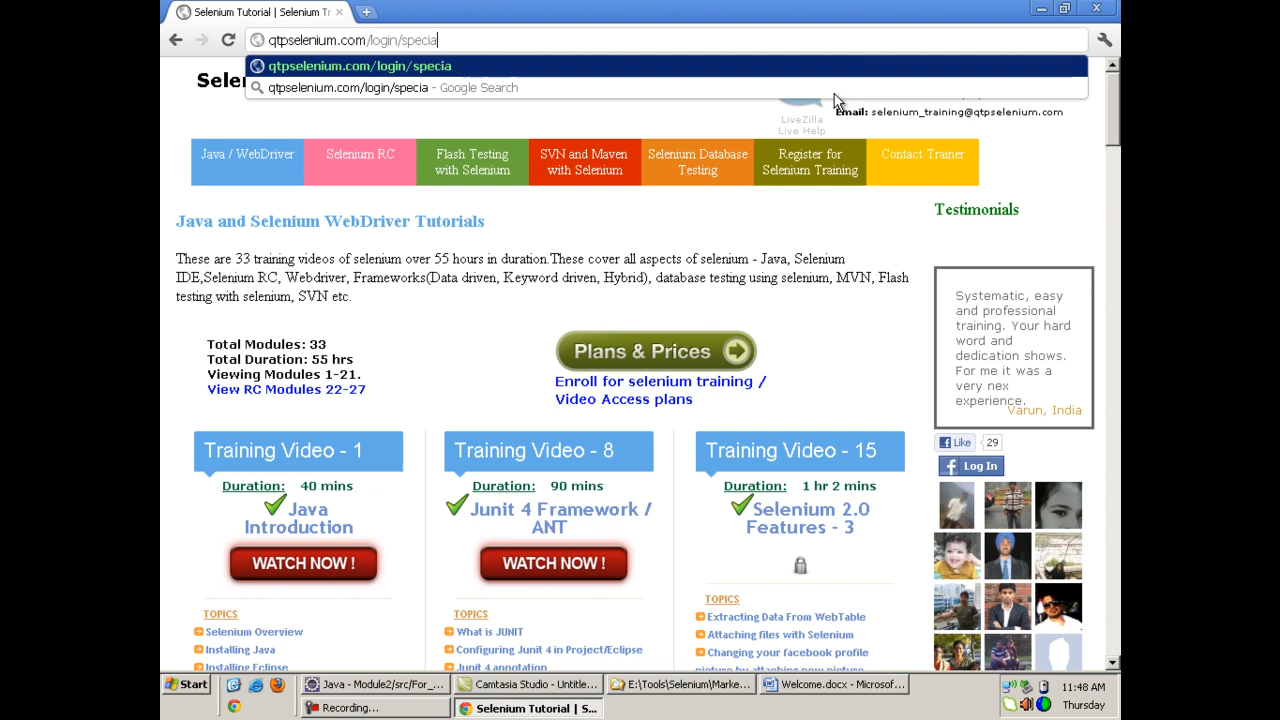 Selenium Tutorial | Selenium Tr
qtpselenium.com/login/specia
qtpselenium.com/login/specia
qtpselenium.com/login/specia - Google Search
Sele
LiveZilla
Live Help
Email: selenium_training@qtpselenium.com
Java / WebDriver
Selenium RC
Flash Testing
with Selenium
SVN and Maven
with Selenium
Selenium Database
Testing
Register for
Selenium Training
Contact Trainer
Java and Selenium WebDriver Tutorials
These are 33 training videos of selenium over 55 hours in duration.These cover all aspects of selenium - Java, Selenium
IDE,Selenium RC, Webdriver, Frameworks(Data driven, Keyword driven, Hybrid), database testing using selenium, MVN, Flash
testing with selenium, SVN etc.
Total Modules: 33
Total Duration: 55 hrs
Viewing Modules 1-21.
View RC Modules 22-27
Plans & Prices
Enroll for selenium training /
Video Access plans
Testimonials
Systematic, easy
and professional
training. Your hard
word and
dedication shows.
For me it was a
very nex
experience.
Varun, India
Like 29
Log In
Training Video - 1
Duration: 40 mins
Java
Introduction
WATCH NOW !
TOPICS
Selenium Overview
Installing Java
Installing Eclipse
Training Video - 8
Duration: 90 mins
Junit 4 Framework /
ANT
WATCH NOW !
TOPICS
What is JUNIT
Configuring Junit 4 in Project/Eclipse
Junit 4 annotation
Training Video - 15
Duration: 1 hr 2 mins
Selenium 2.0
Features - 3
TOPICS
Extracting Data From WebTable
Attaching files with Selenium
Changing your facebook profile
picture by attaching new picture
Start
Java - Module2/src/For_...
Camtasia Studio - Untitle...
E:\Tools\Selenium\Marke...
Welcome.docx - Microsof...
11:48 AM
Recording...
Selenium Tutorial | S...
Thursday